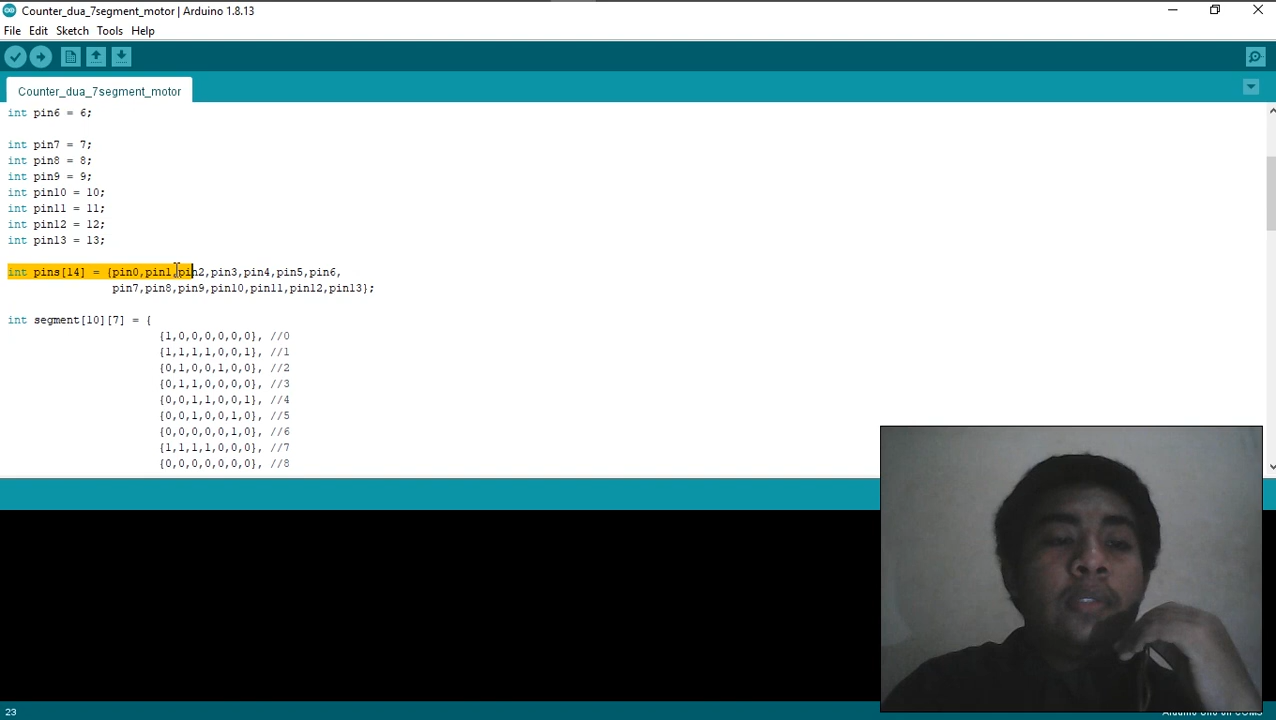 Counter_dua_7segment_motor | Arduino 1.8.13
File Edit Sketch Tools Help
Counter_dua_7segment_motor
int pin6 = 6;
int pin7 = 7;
int pin8 = 8;
int pin9 = 9;
int pin10 = 10;
int pin11 = 11;
int pin12 = 12;
int pin13 = 13;
int pins[14] = {pin0,pin1,pin2,pin3,pin4,pin5,pin6,
pin7,pin8,pin9,pin10,pin11,pin12,pin13};
int segment[10][7] = {
{1,0,0,0,0,0,0}, //0
{1,1,1,1,0,0,1}, //1
{0,1,0,0,1,0,0}, //2
{0,1,1,0,0,0,0}, //3
{0,0,1,1,0,0,1}, //4
{0,0,1,0,0,1,0}, //5
{0,0,0,0,0,1,0}, //6
{1,1,1,1,0,0,0}, //7
{0,0,0,0,0,0,0}, //8
23